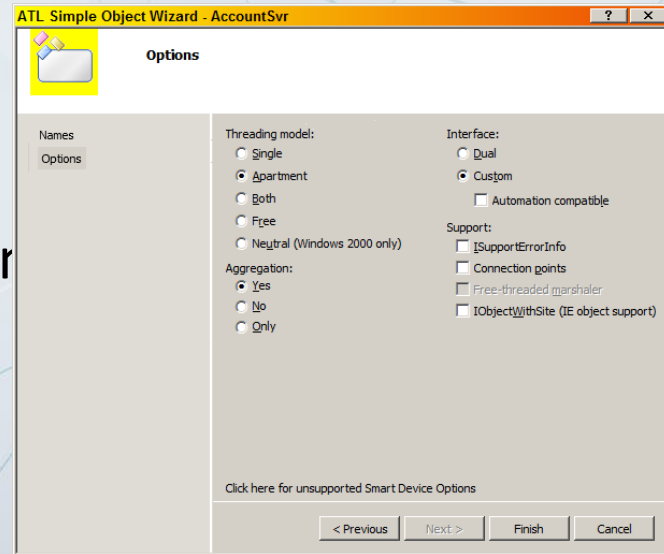 ATL Simple Object Wizard - AccountSvr
Options
Names
Options
Threading model:
Single
Apartment
Both
Free
Neutral (Windows 2000 only)
Aggregation:
Yes
No
Only
Interface:
Dual
Custom
Automation compatible
Support:
ISupportErrorInfo
Connection points
Free-threaded marshaler
IObjectWithSite (IE object support)
Click here for unsupported Smart Device Options
< Previous Next > Finish Cancel